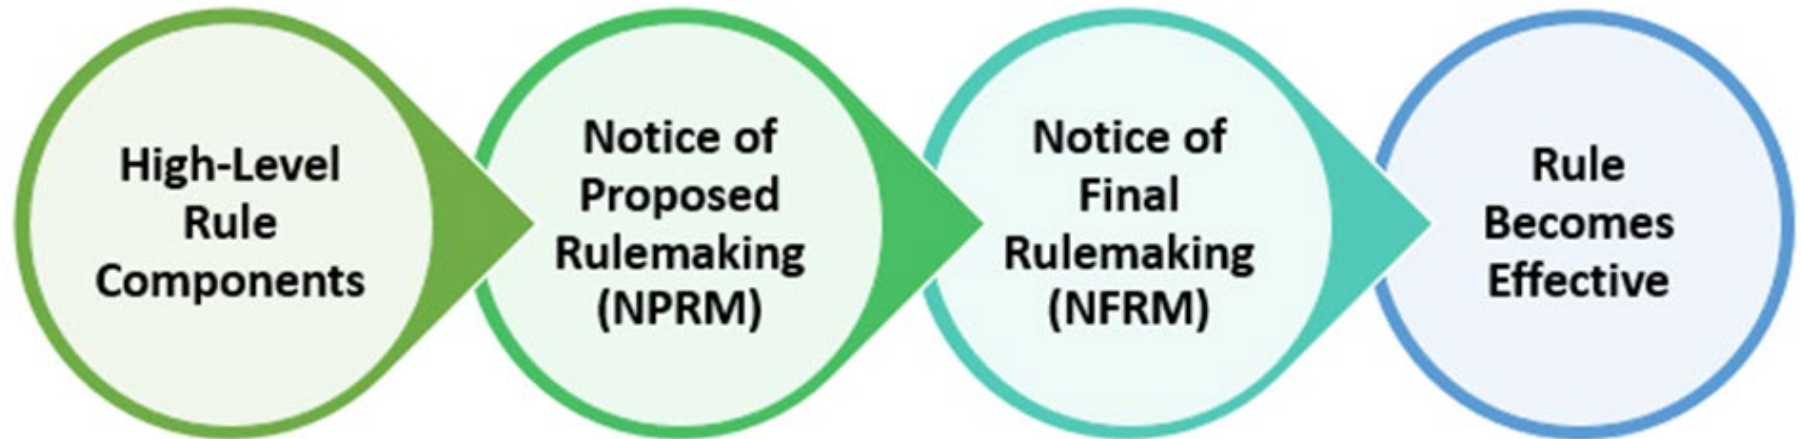 High-Level
Rule
Components
Notice of
Proposed
Rulemaking
(NPRM)
Notice of
Final
Rulemaking
(NFRM)
Rule
Becomes
Effective